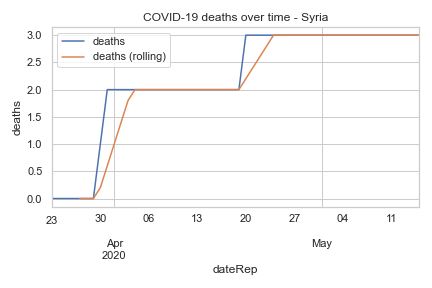 COVID-19 deaths over time - Syria
deaths
deaths (rolling)
3.0
2.5
2.0
1.5
1.0
0.5
0.0
deaths
23 30 06 13 20 27 04 11
Apr May
2020
dateRep